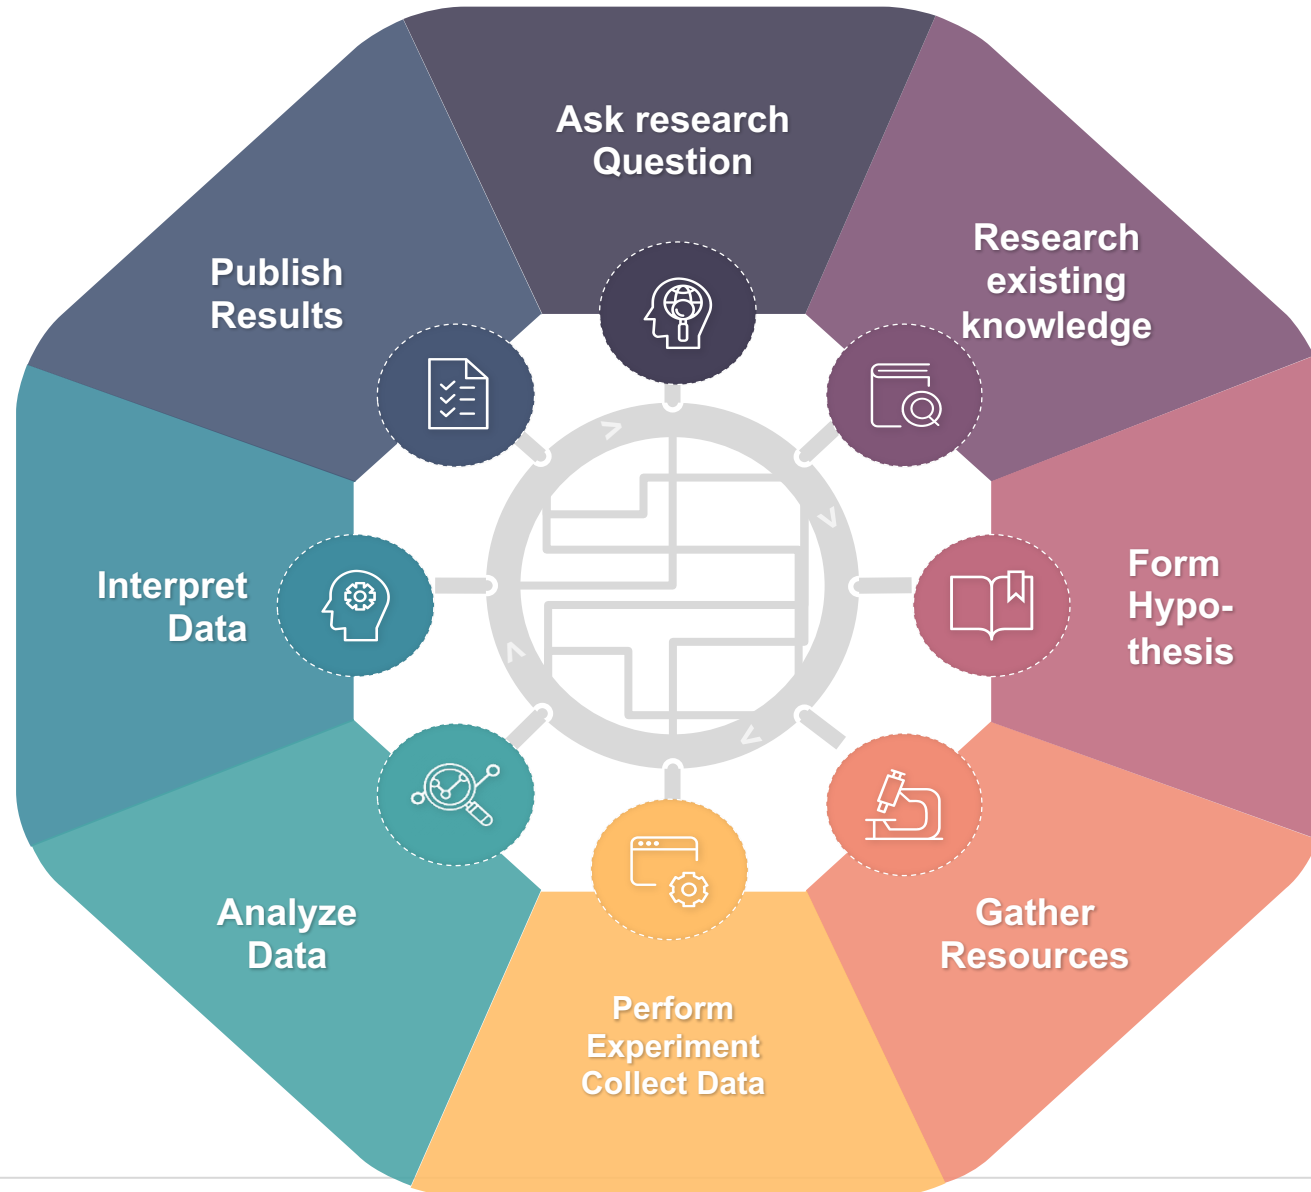 Ask research
Question
Research
existing
knowledge
Form
Hypo-
thesis
Gather
Resources
Perform
Experiment
Collect Data
Analyze
Data
Interpret
Data
Publish
Results